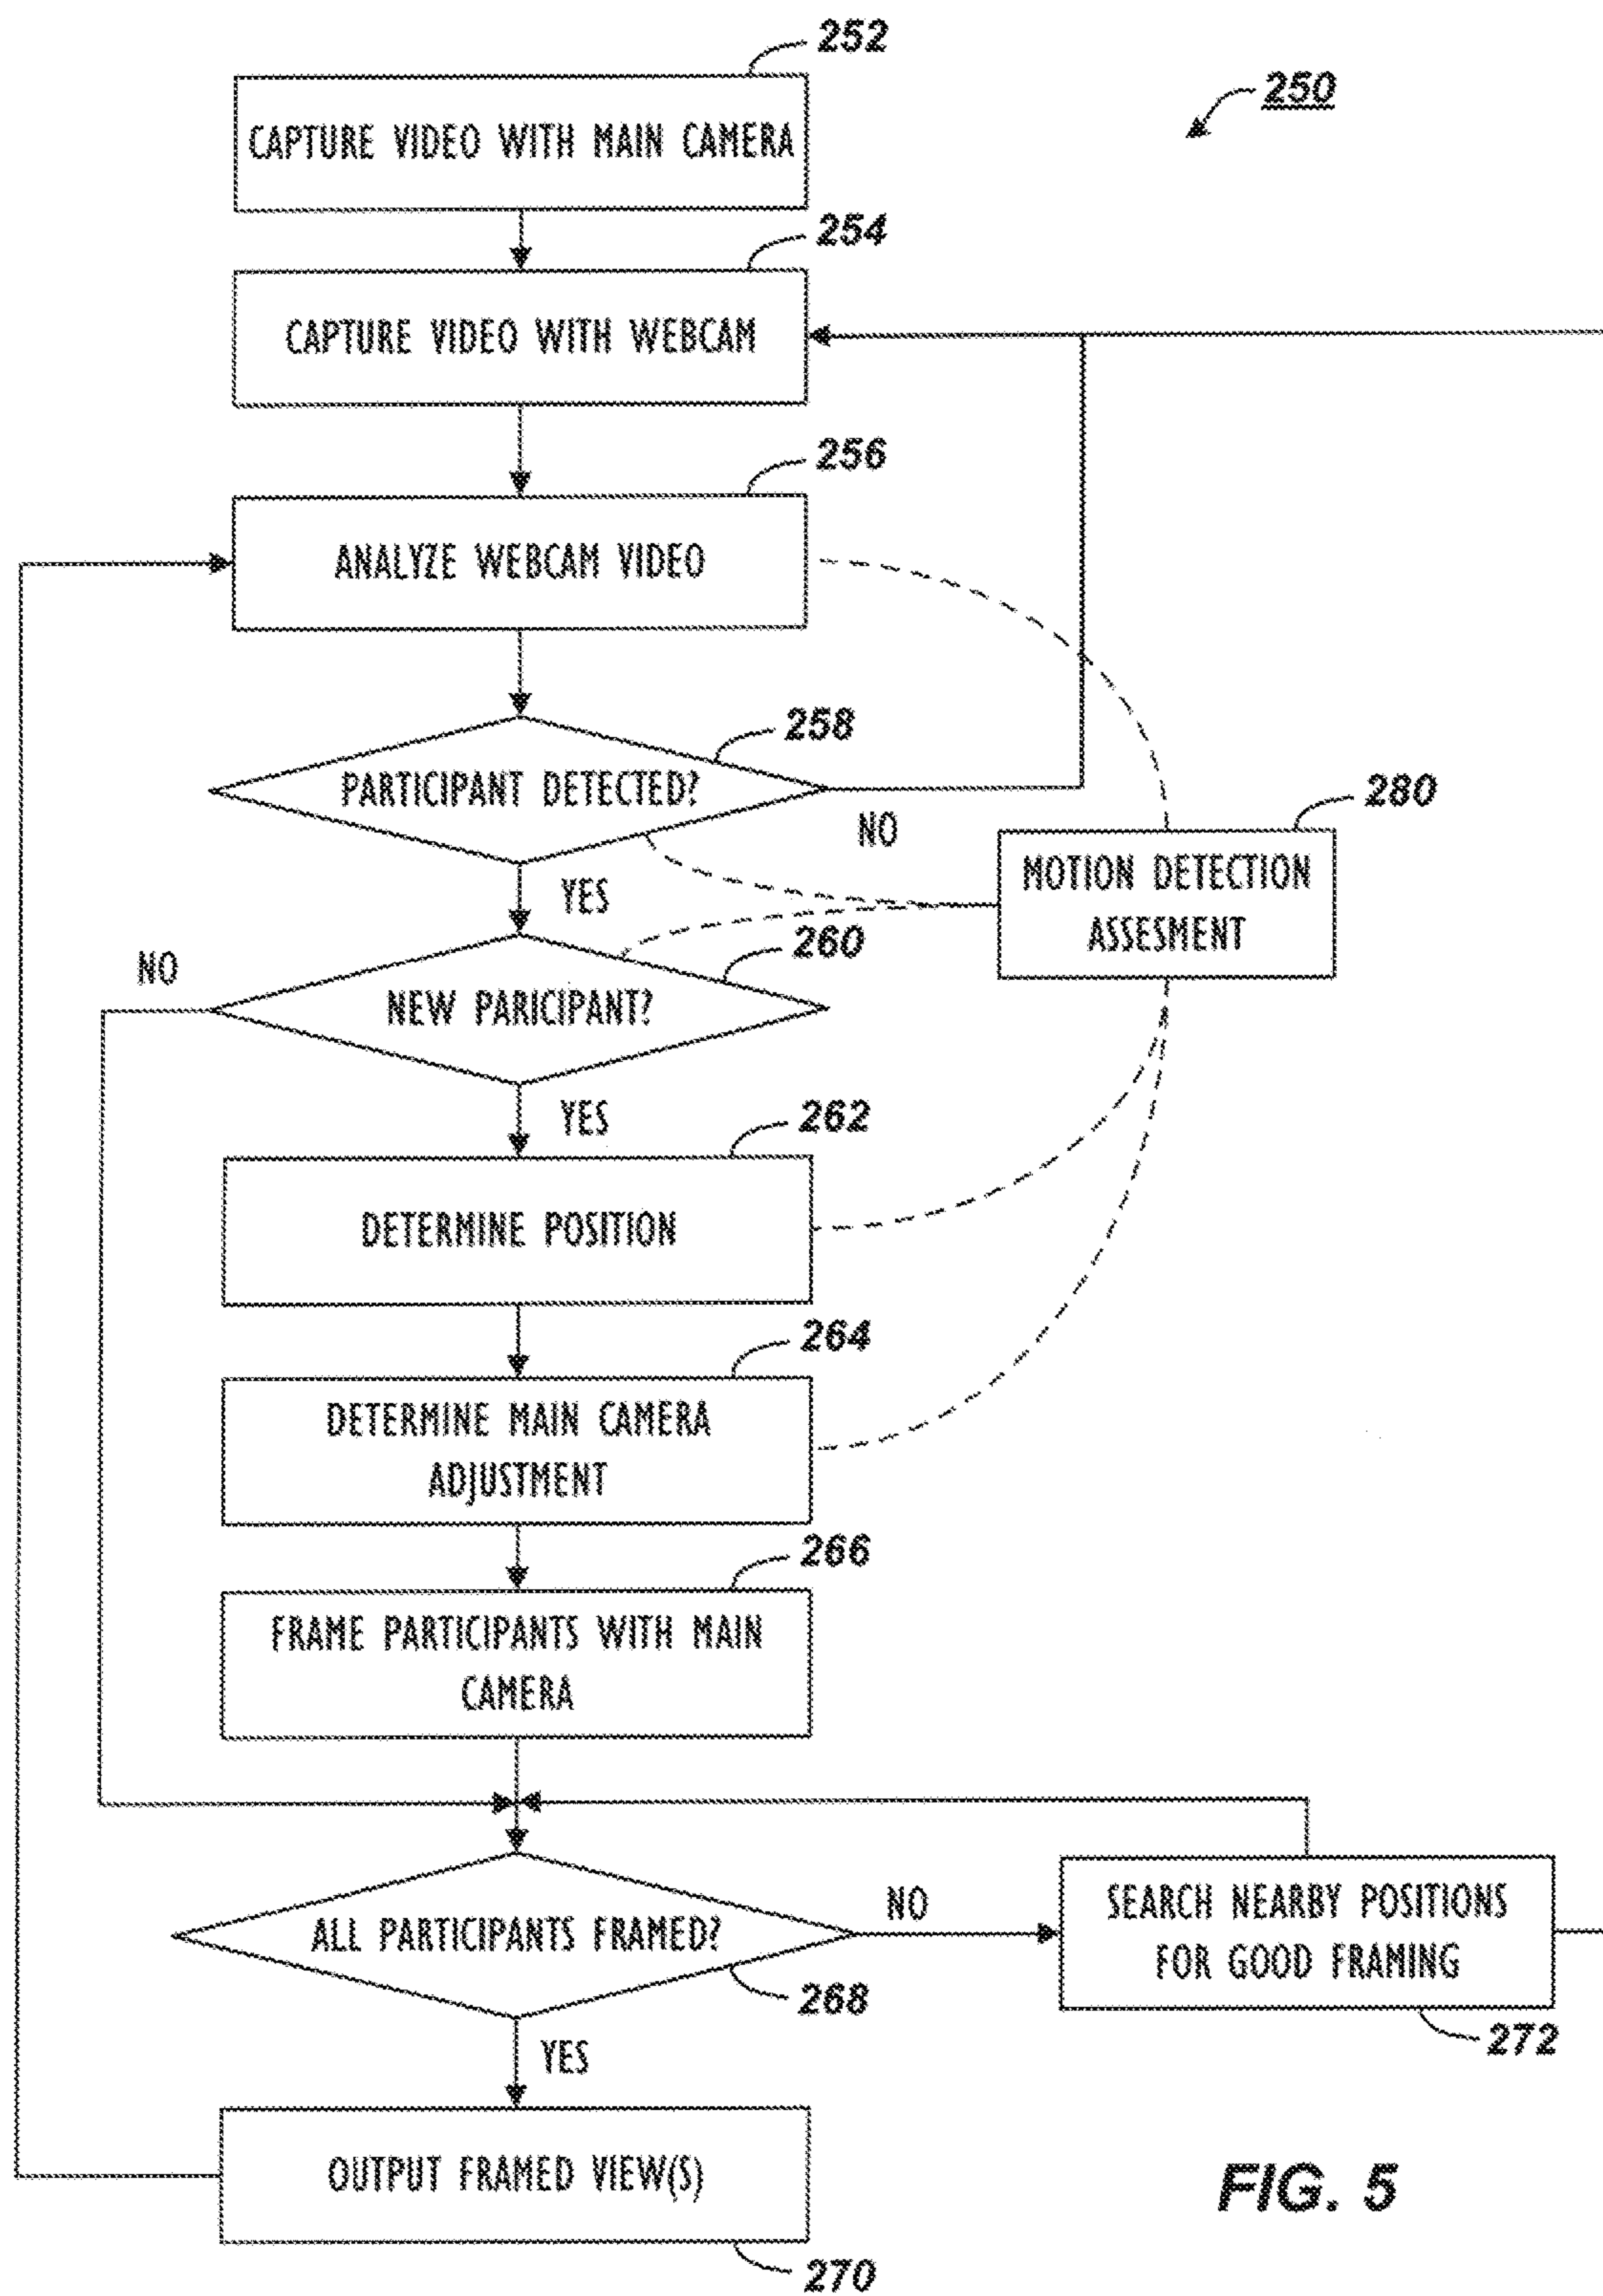 252
250
CAPTURE VIDEO WITH MAIN CAMERA
254
CAPTURE VIDEO WITH WEBCAM
256
ANALYZE WEBCAM VIDEO
258
PARTICIPANT DETECTED?
280
NO
MOTION DETECTION
ASSESMENT
YES
260
NO
NEW PARICIPANT?
YES
262
DETERMINE POSITION
264
DETERMINE MAIN CAMERA
ADJUSTMENT
266
FRAME PARTICIPANTS WITH MAIN
CAMERA
NO
SEARCH NEARBY POSITIONS
FOR GOOD FRAMING
ALL PARTICIPANTS FRAMED?
268
272
YES
OUTPUT FRAMED VIEW(S)
270
FIG. 5